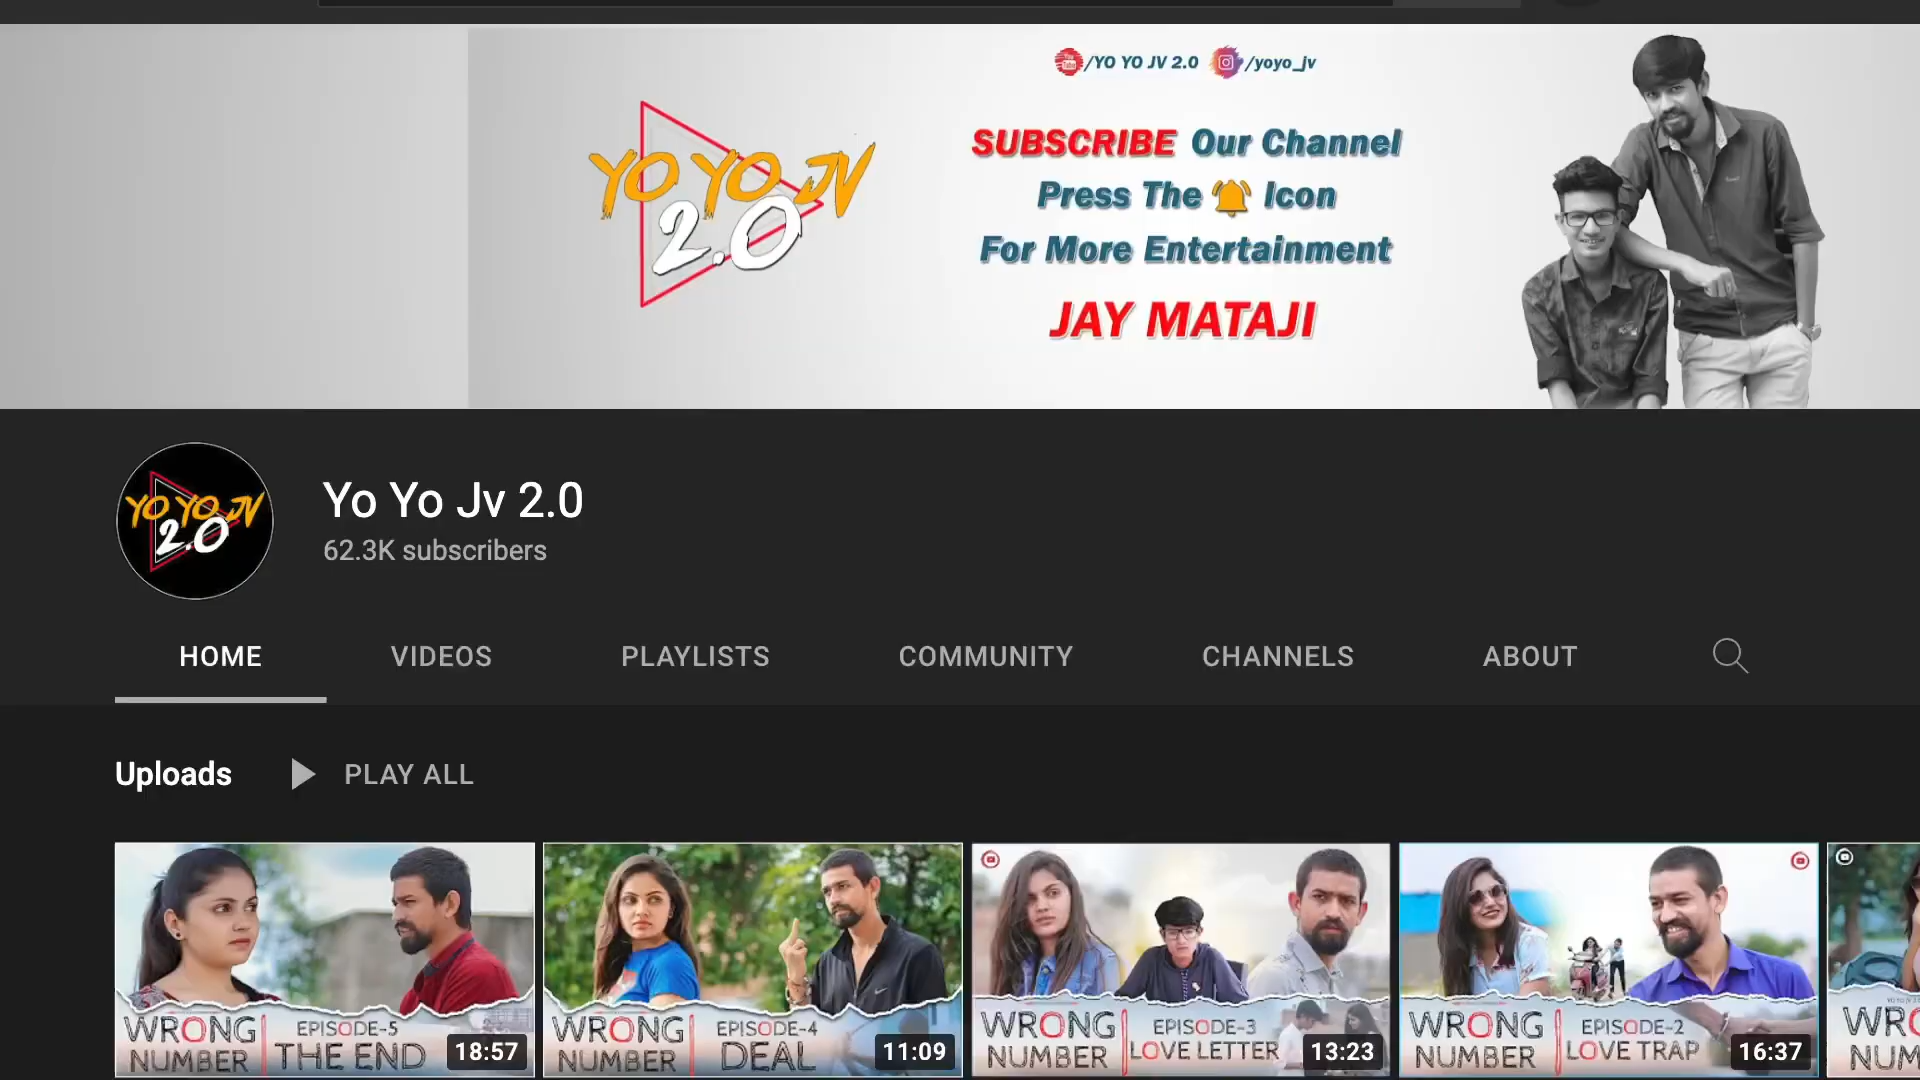 /YO YO JV 2.0 /yoyo_jv
YO YO JV
2.0
SUBSCRIBE Our Channel
Press The Icon
For More Entertainment
JAY MATAJI
YO YO JV
2.0
Yo Yo Jv 2.0
62.3K subscribers
HOME VIDEOS PLAYLISTS COMMUNITY CHANNELS ABOUT
Uploads PLAY ALL
WRONG NUMBER EPISODE-5 THE END 18:57
WRONG NUMBER EPISODE-4 DEAL 11:09
WRONG NUMBER EPISODE-3 LOVE LETTER 13:23
WRONG NUMBER EPISODE-2 LOVE TRAP 16:37